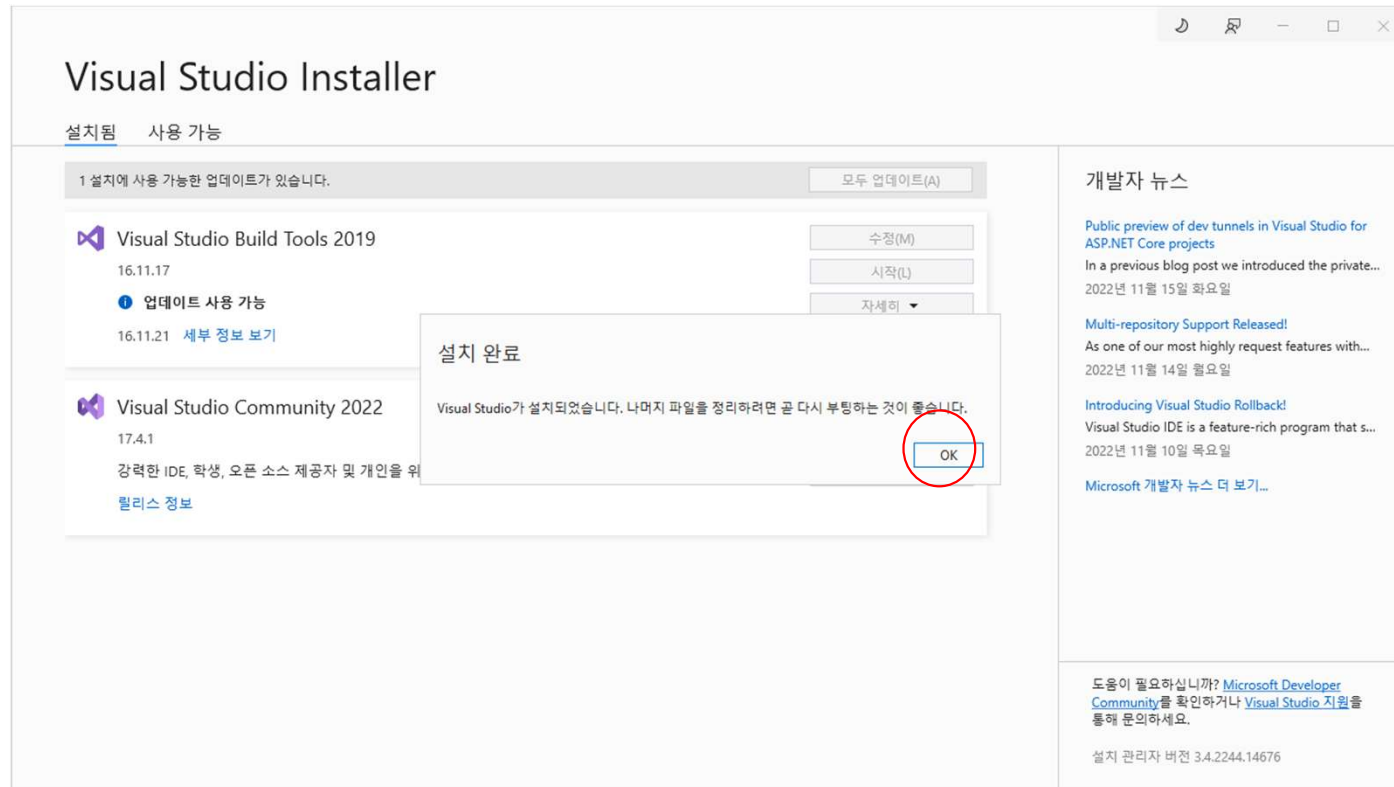 Visual Studio Installer
설치됨 사용 가능
1 설치에 사용 가능한 업데이트가 있습니다.
모두 업데이트(A)
Visual Studio Build Tools 2019
16.11.17
업데이트 사용 가능
16.11.21 세부 정보 보기
수정(M)
시작(L)
자세히
Visual Studio Community 2022
17.4.1
강력한 IDE, 학생, 오픈 소스 제공자 및 개인을 위
릴리스 정보
설치 완료
Visual Studio가 설치되었습니다. 나머지 파일을 정리하려면 곧 다시 부팅하는 것이 좋습니다.
OK
개발자 뉴스
Public preview of dev tunnels in Visual Studio for
ASP.NET Core projects
In a previous blog post we introduced the private...
2022년 11월 15일 화요일
Multi-repository Support Released!
As one of our most highly request features with...
2022년 11월 14일 월요일
Introducing Visual Studio Rollback!
Visual Studio IDE is a feature-rich program that s...
2022년 11월 10일 목요일
Microsoft 개발자 뉴스 더 보기...
도움이 필요하십니까? Microsoft Developer
Community를 확인하거나 Visual Studio 지원을
통해 문의하세요.
설치 관리자 버전 3.4.2244.14676